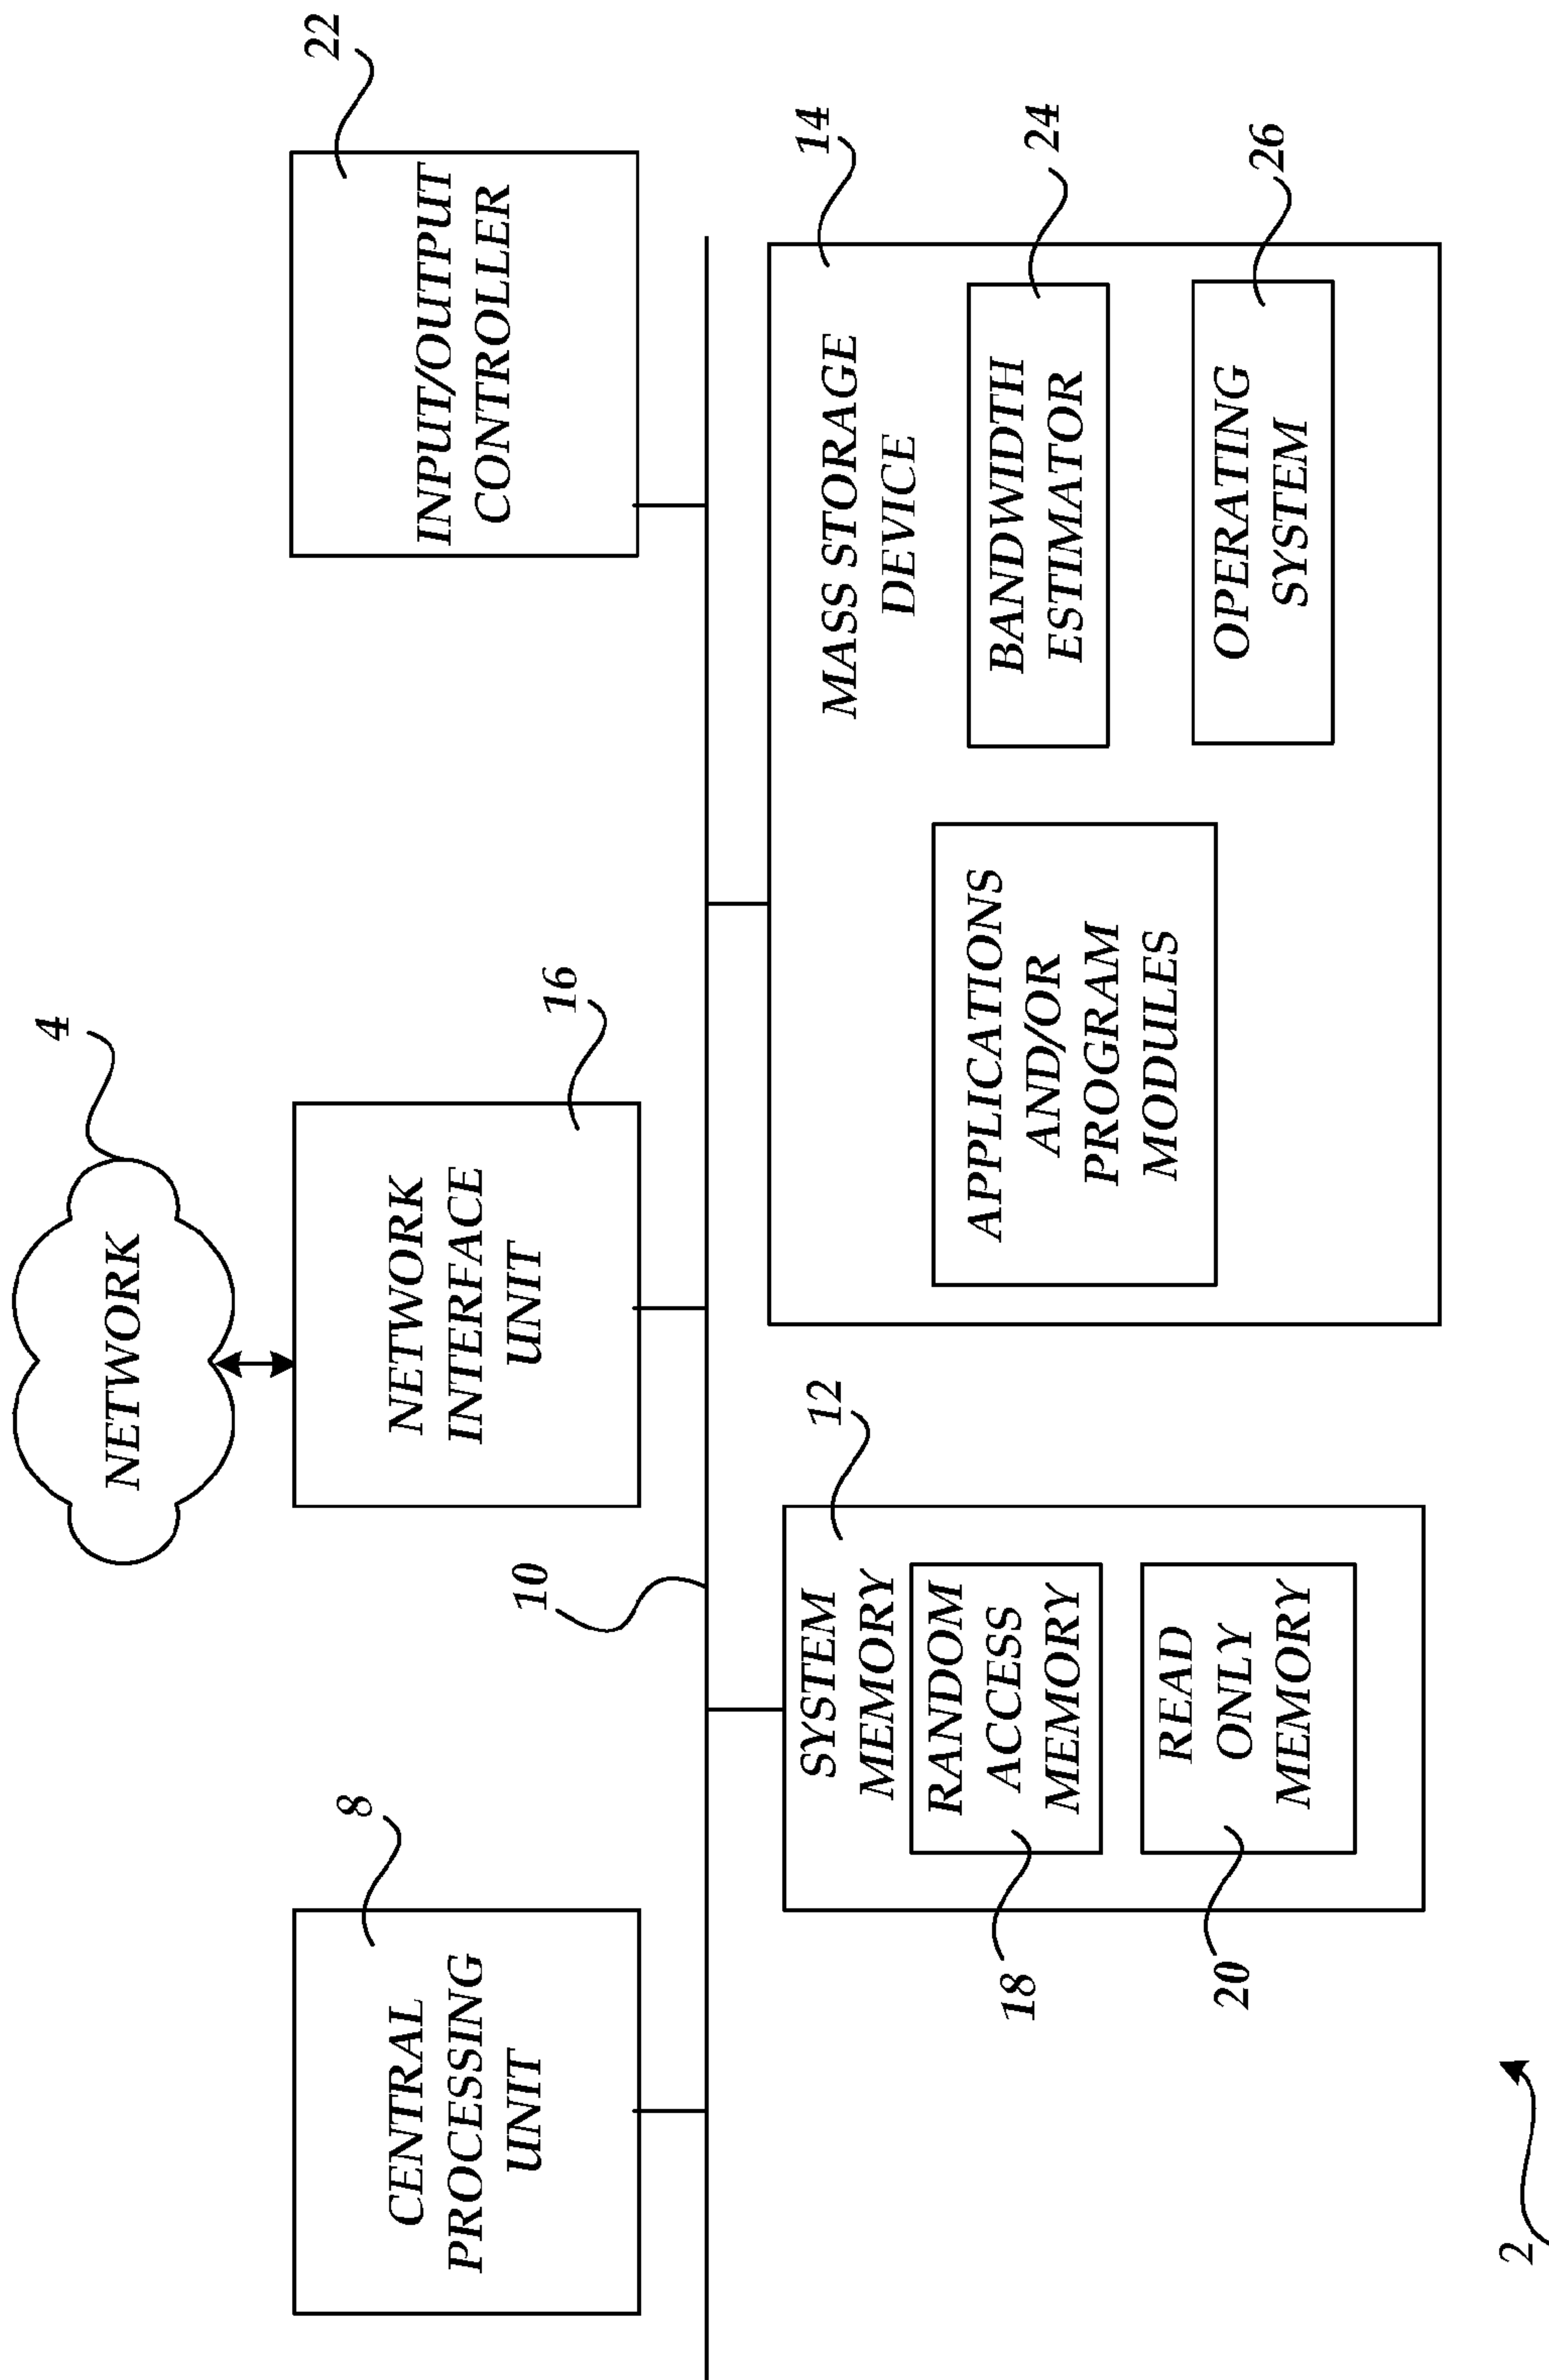 4
NETWORK
8
CENTRAL
PROCESSING
UNIT
NETWORK
INTERFACE
UNIT
16
INPUT/OUTPUT
CONTROLLER
22
10
SYSTEM
MEMORY
12
RANDOM
ACCESS
MEMORY
18
READ
ONLY
MEMORY
20
MASS STORAGE
DEVICE
14
APPLICATIONS
AND/OR
PROGRAM
MODULES
BANDWIDTH
ESTIMATOR
24
OPERATING
SYSTEM
26
2